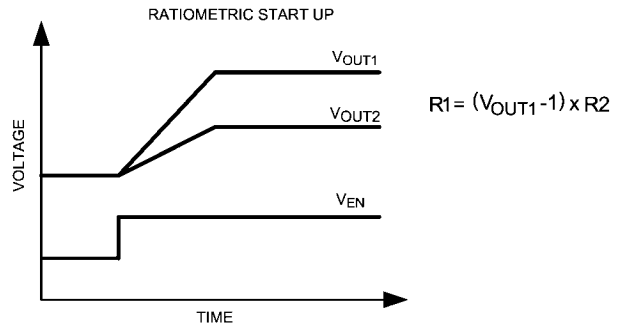 RATIOMETRIC START UP
VOUT1
R1 = (VOUT1 -1) x R2
VOUT2
VOLTAGE
VEN
TIME